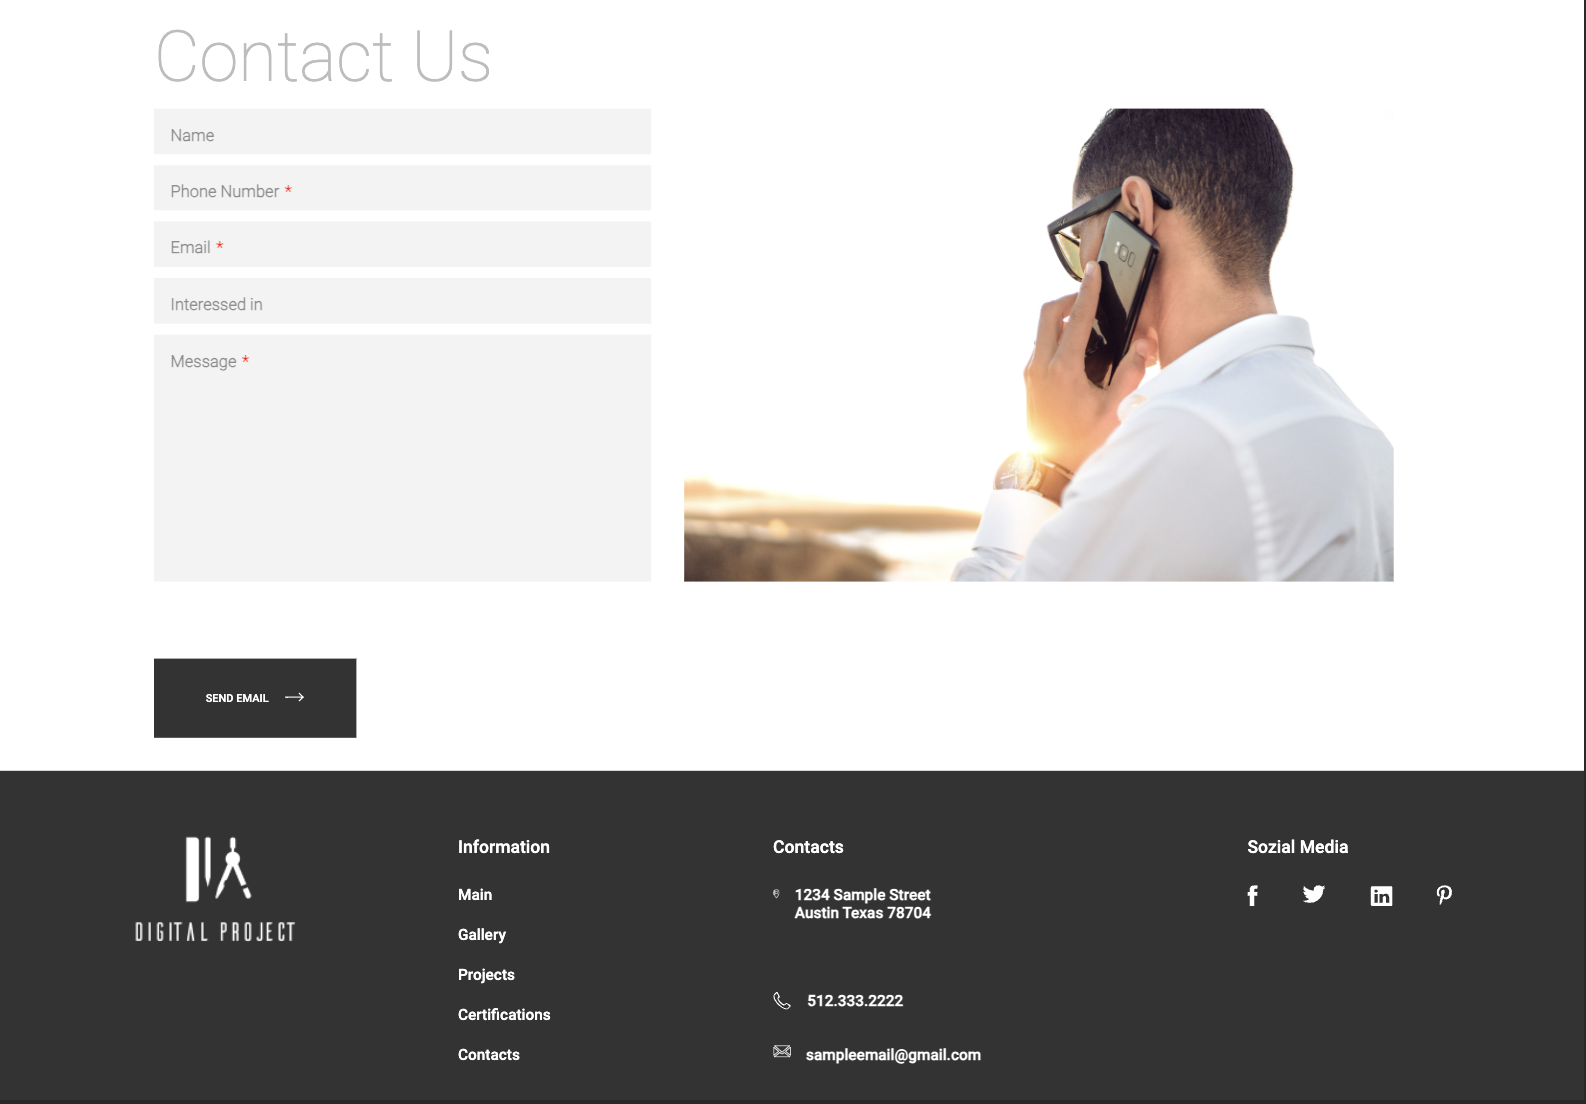 Contact Us
Name
Phone Number *
Email *
Interessed in
Message *
SEND EMAIL
DIGITAL PROJECT
Information
Main
Gallery
Projects
Certifications
Contacts
Contacts
1234 Sample Street
Austin Texas 78704
512.333.2222
sampleemail@gmail.com
Sozial Media